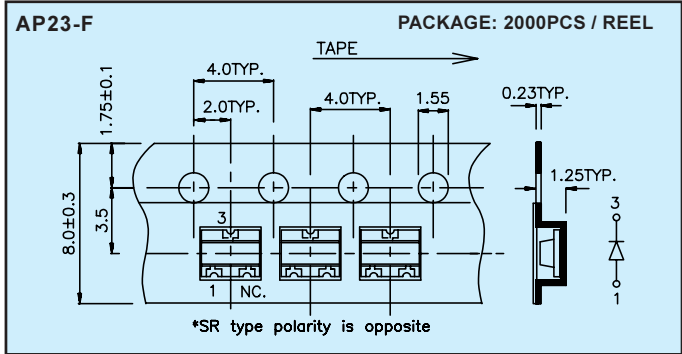 AP23-F
PACKAGE: 2000PCS / REEL
TAPE
4.0TYP.
2.0TYP.
4.0TYP.
1.55
0.23TYP.
1.75±0.1
1.25TYP.
8.0±0.3
3.5
3
3
1
NC.
1
*SR type polarity is opposite